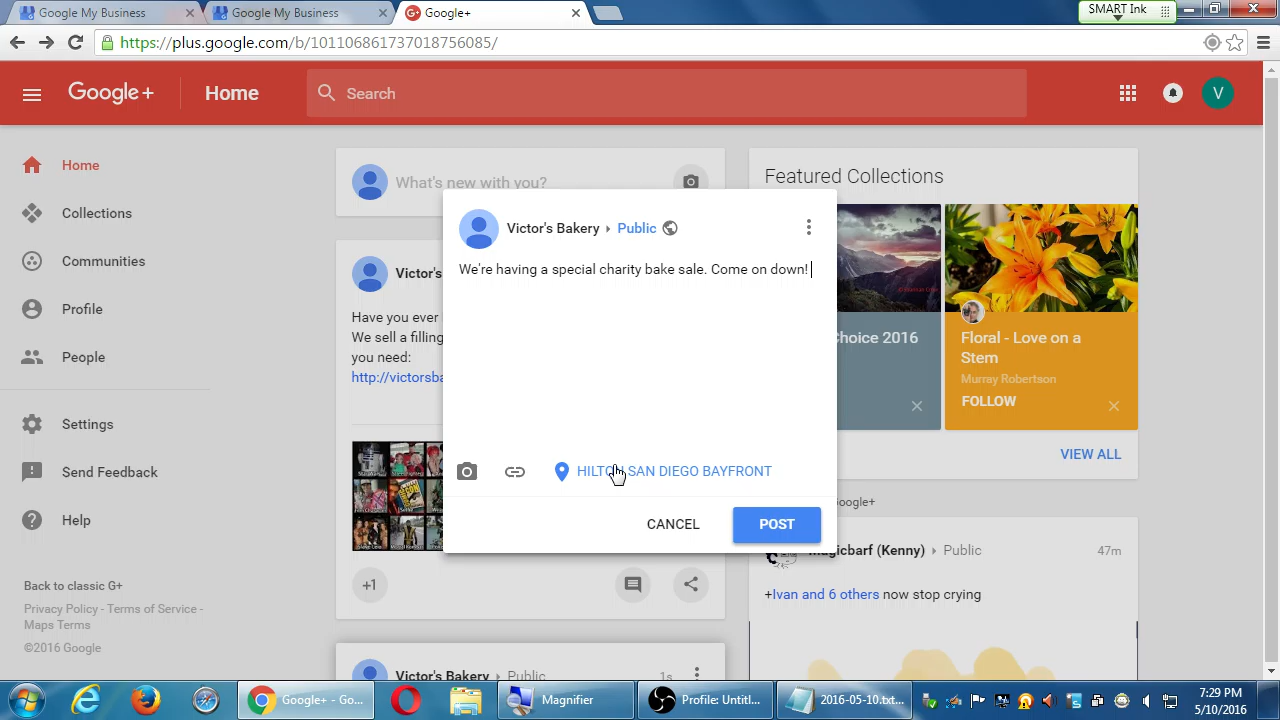 Google My Business
Google My Business
Google+
SMART Ink
https://plus.google.com/b/101106861737018756085/
Google+
Home
Search
V
Home
Collections
Communities
Profile
People
Settings
Send Feedback
Help
Back to classic G+
Privacy Policy - Terms of Service -
Maps Terms
©2016 Google
What's new with you?
Victor's
Have you ever
We sell a filling
you need:
http://victorsba
+1
Victor's Bakery
Public
1s
Victor's Bakery
Public
We're having a special charity bake sale. Come on down!
HILTON SAN DIEGO BAYFRONT
CANCEL
POST
Featured Collections
Choice 2016
Floral - Love on a
Stem
Murray Robertson
FOLLOW
VIEW ALL
Google+
magicbarf (Kenny)
Public
47m
+Ivan and 6 others now stop crying
Google+ - Go...
Magnifier
Profile: Untitl...
2016-05-10.txt...
7:29 PM
5/10/2016